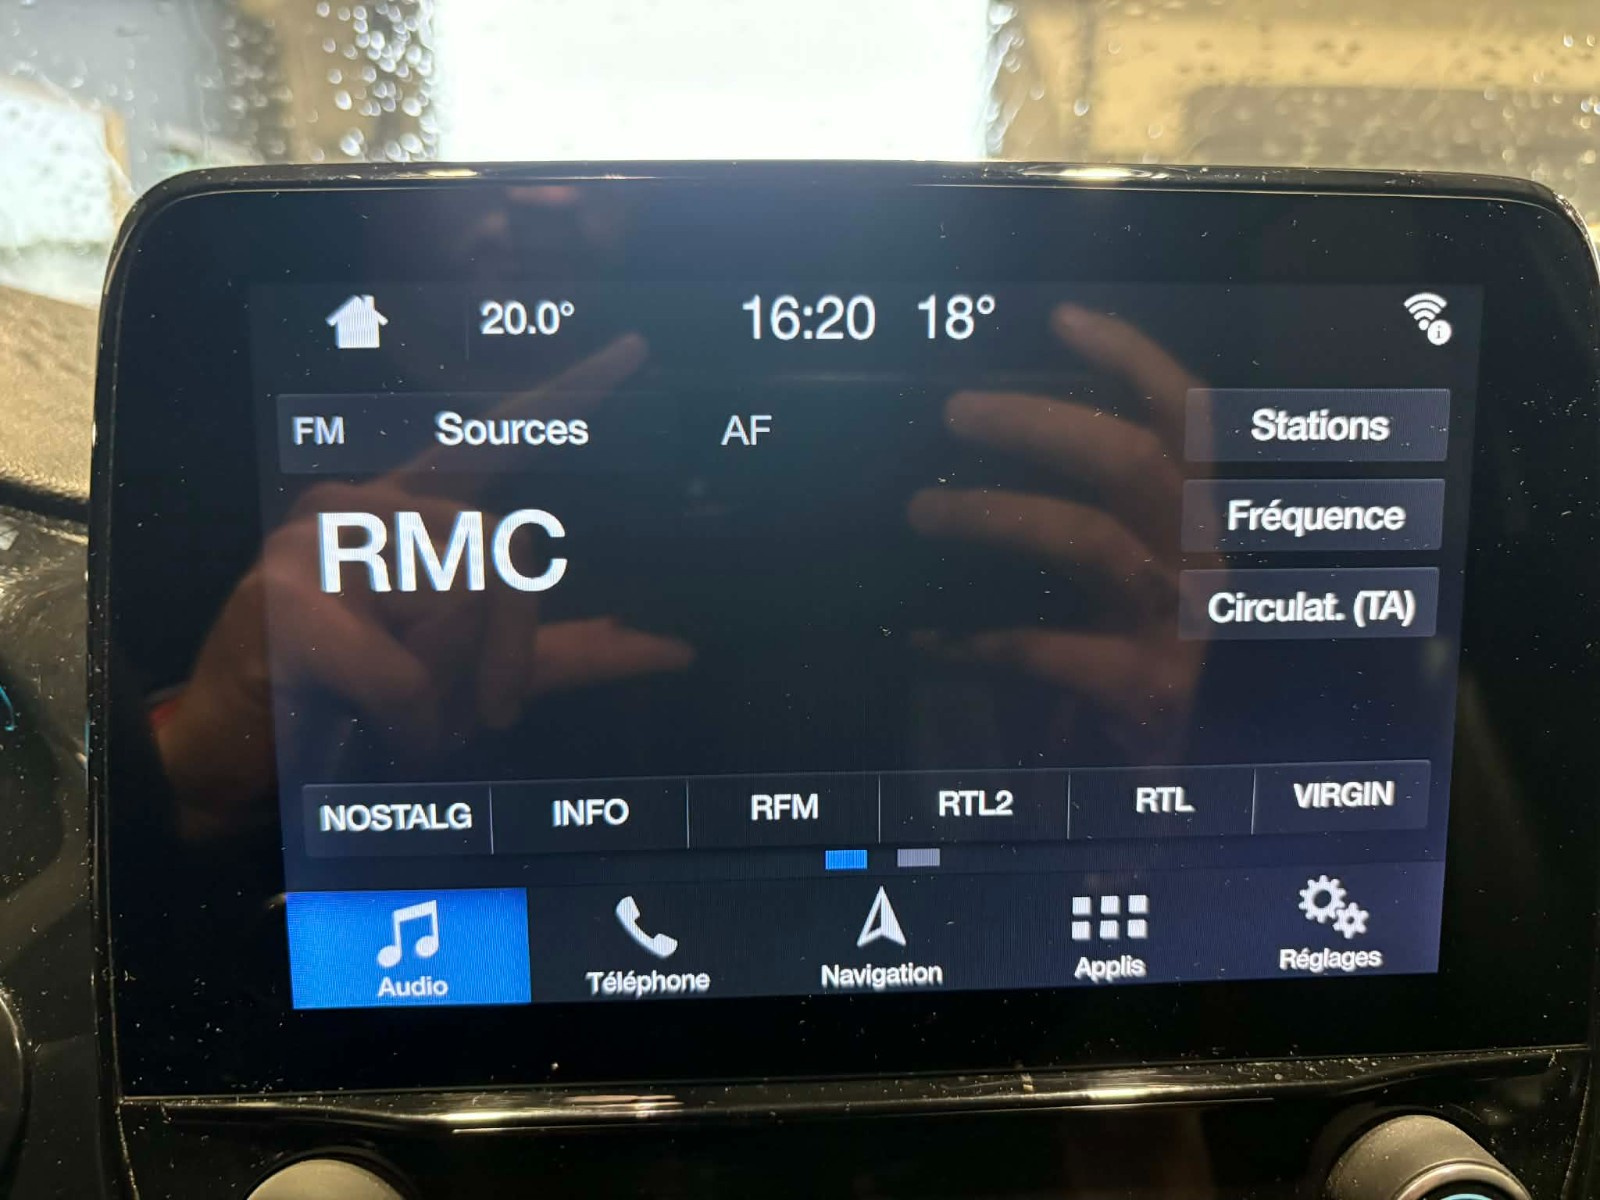 20.0° 16:20 18°
FM Sources AF Stations
Fréquence
RMC
Circulat. (TA)
NOSTALG INFO RFM RTL2 RTL VIRGIN
Audio Téléphone Navigation Applis Réglages